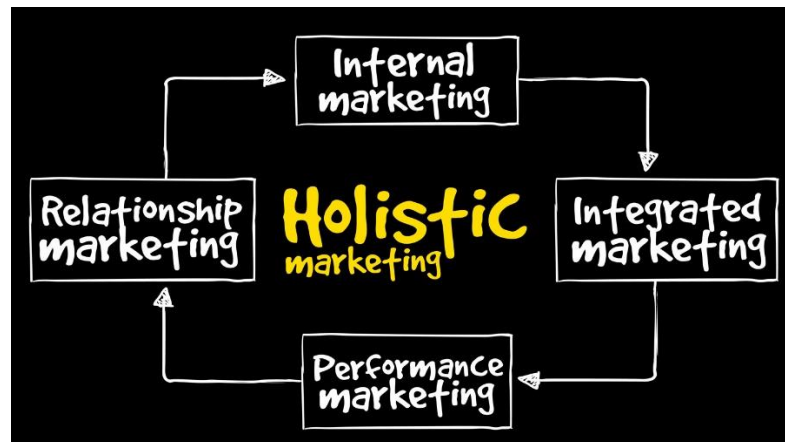 Internal
marketing
Relationship
marketing
Holistic
marketing
Integrated
marketing
Performance
marketing